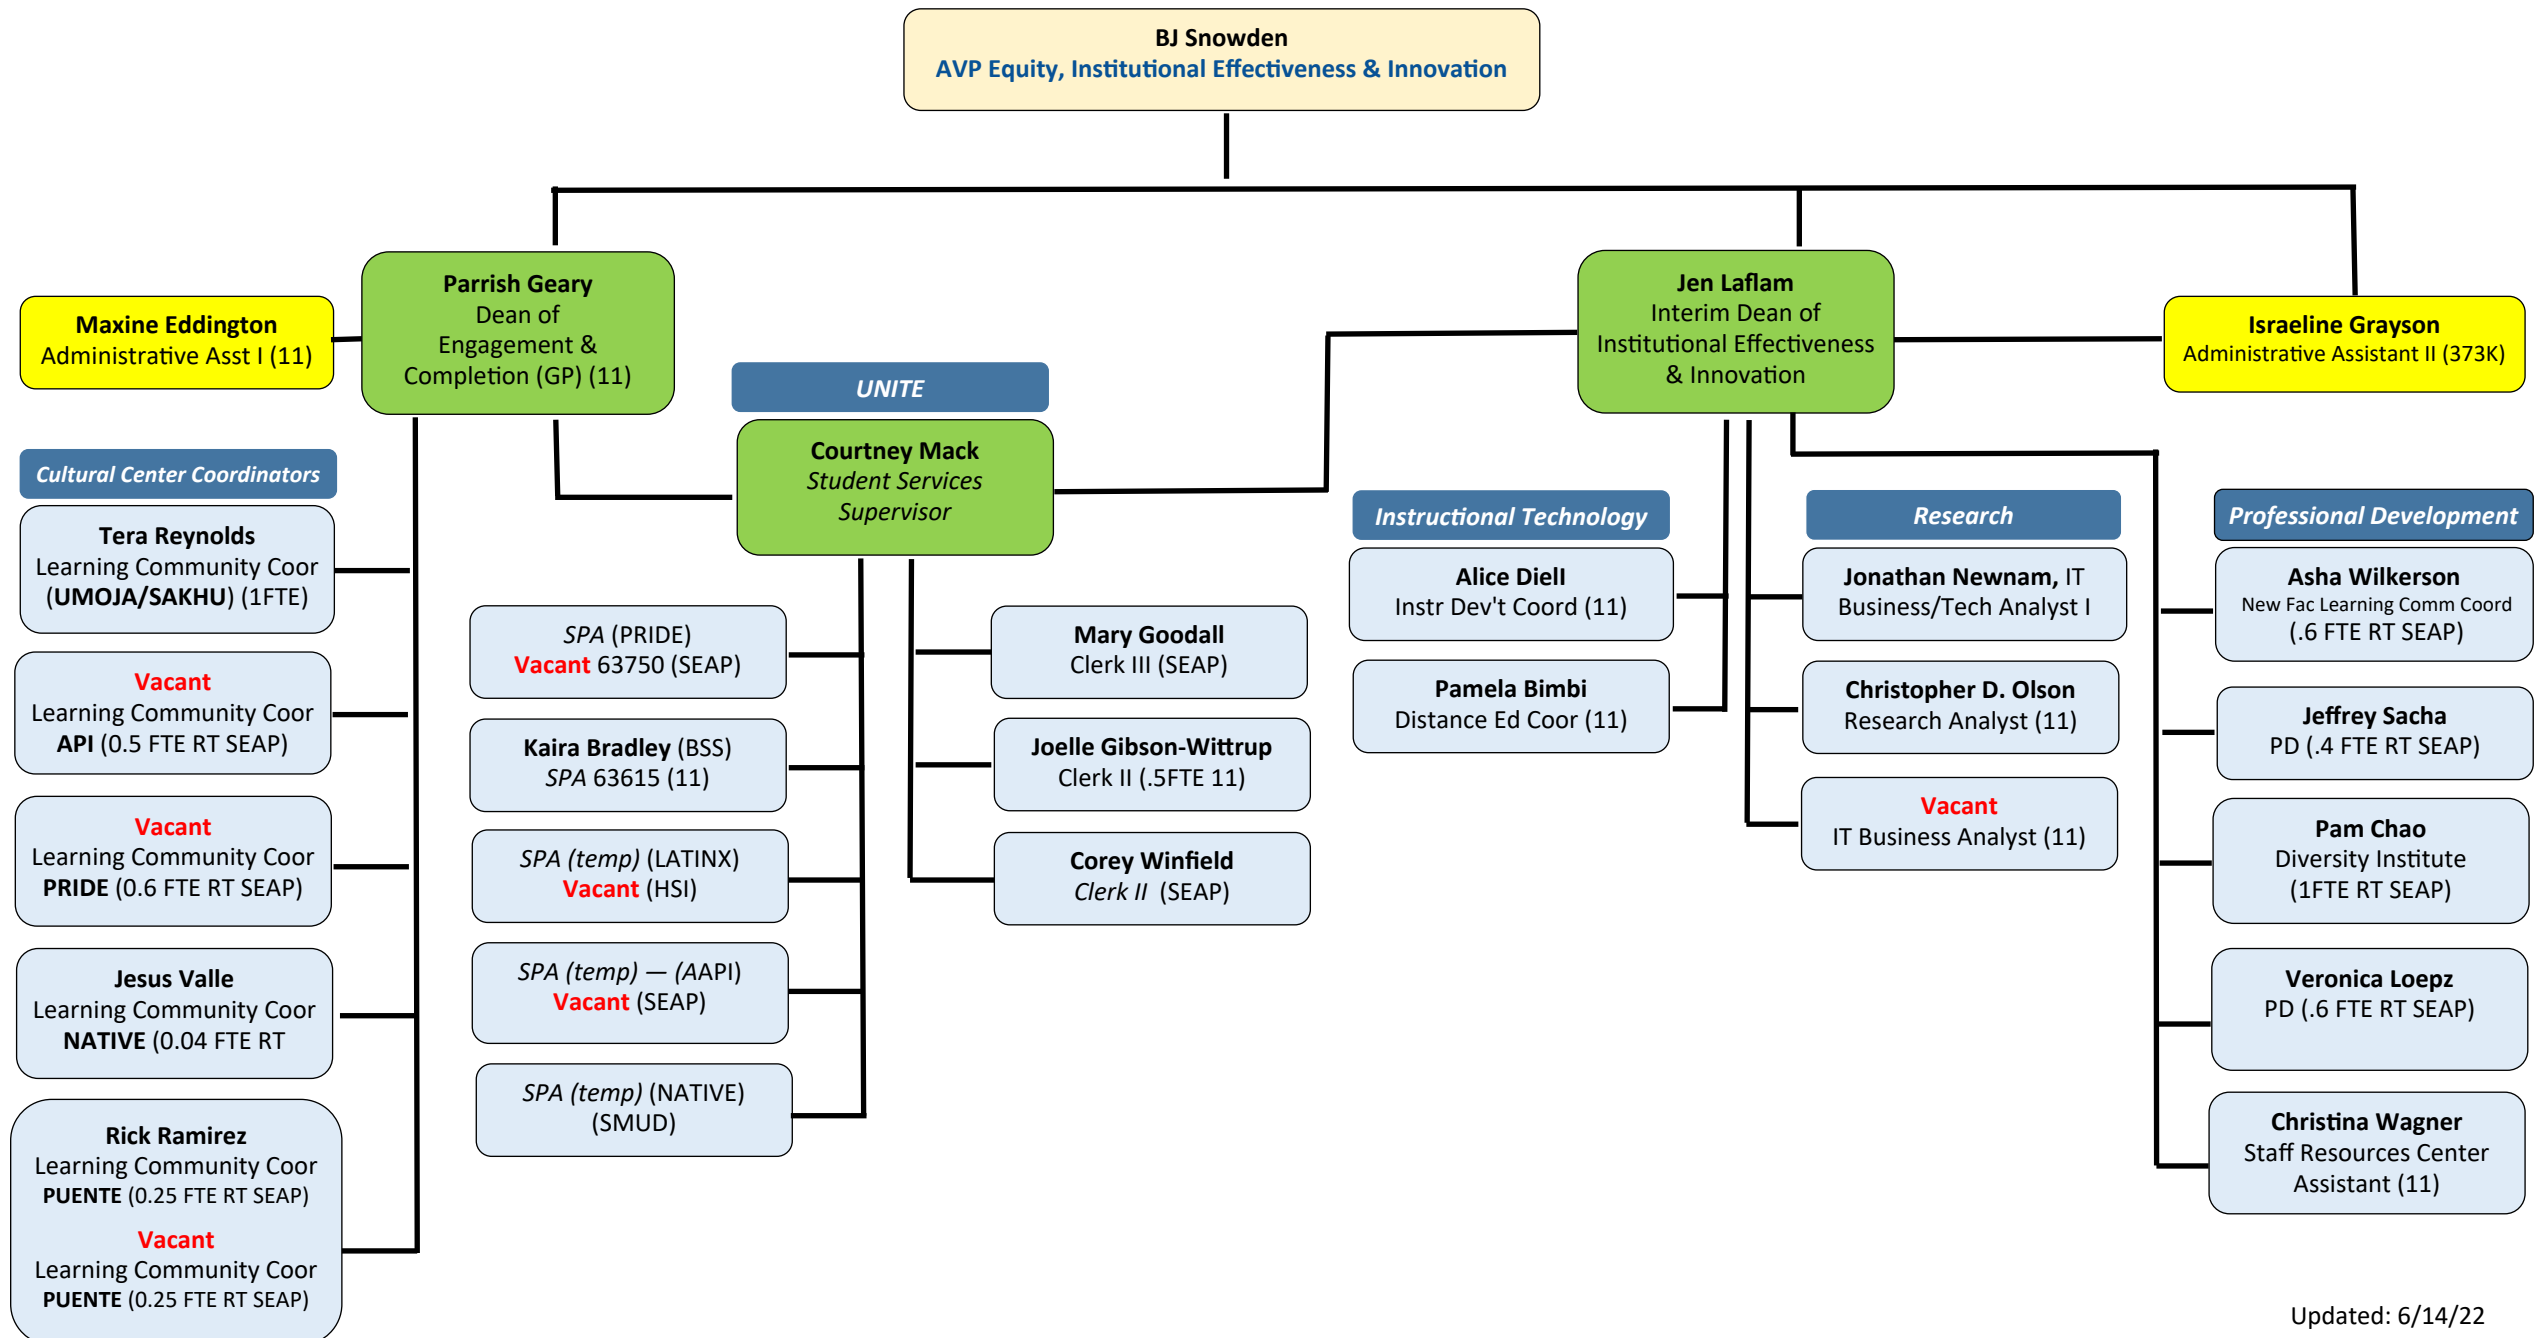 BJ Snowden
AVP Equity, Institutional Effectiveness & Innovation
Maxine Eddington
Administrative Asst I (11)
Parrish Geary
Dean of
Engagement &
Completion (GP) (11)
Jen Laflam
Interim Dean of
Institutional Effectiveness
& Innovation
Israeline Grayson
Administrative Assistant II (373K)
UNITE
Courtney Mack
Student Services
Supervisor
Cultural Center Coordinators
Tera Reynolds
Learning Community Coor
(UMOJA/SAKHU) (1FTE)
Vacant
Learning Community Coor
API (0.5 FTE RT SEAP)
Vacant
Learning Community Coor
PRIDE (0.6 FTE RT SEAP)
Jesus Valle
Learning Community Coor
NATIVE (0.04 FTE RT
Rick Ramirez
Learning Community Coor
PUENTE (0.25 FTE RT SEAP)
Vacant
Learning Community Coor
PUENTE (0.25 FTE RT SEAP)
SPA (PRIDE)
Vacant 63750 (SEAP)
Kaira Bradley (BSS)
SPA 63615 (11)
SPA (temp) (LATINX)
Vacant (HSI)
SPA (temp) — (AAPI)
Vacant (SEAP)
SPA (temp) (NATIVE)
(SMUD)
Mary Goodall
Clerk III (SEAP)
Joelle Gibson-Wittrup
Clerk II (.5FTE 11)
Corey Winfield
Clerk II (SEAP)
Instructional Technology
Alice DielI
Instr Dev't Coord (11)
Pamela Bimbi
Distance Ed Coor (11)
Research
Jonathan Newnam, IT
Business/Tech Analyst I
Christopher D. Olson
Research Analyst (11)
Vacant
IT Business Analyst (11)
Professional Development
Asha Wilkerson
New Fac Learning Comm Coord
(.6 FTE RT SEAP)
Jeffrey Sacha
PD (.4 FTE RT SEAP)
Pam Chao
Diversity Institute
(1FTE RT SEAP)
Veronica Loepz
PD (.6 FTE RT SEAP)
Christina Wagner
Staff Resources Center
Assistant (11)
Updated: 6/14/22